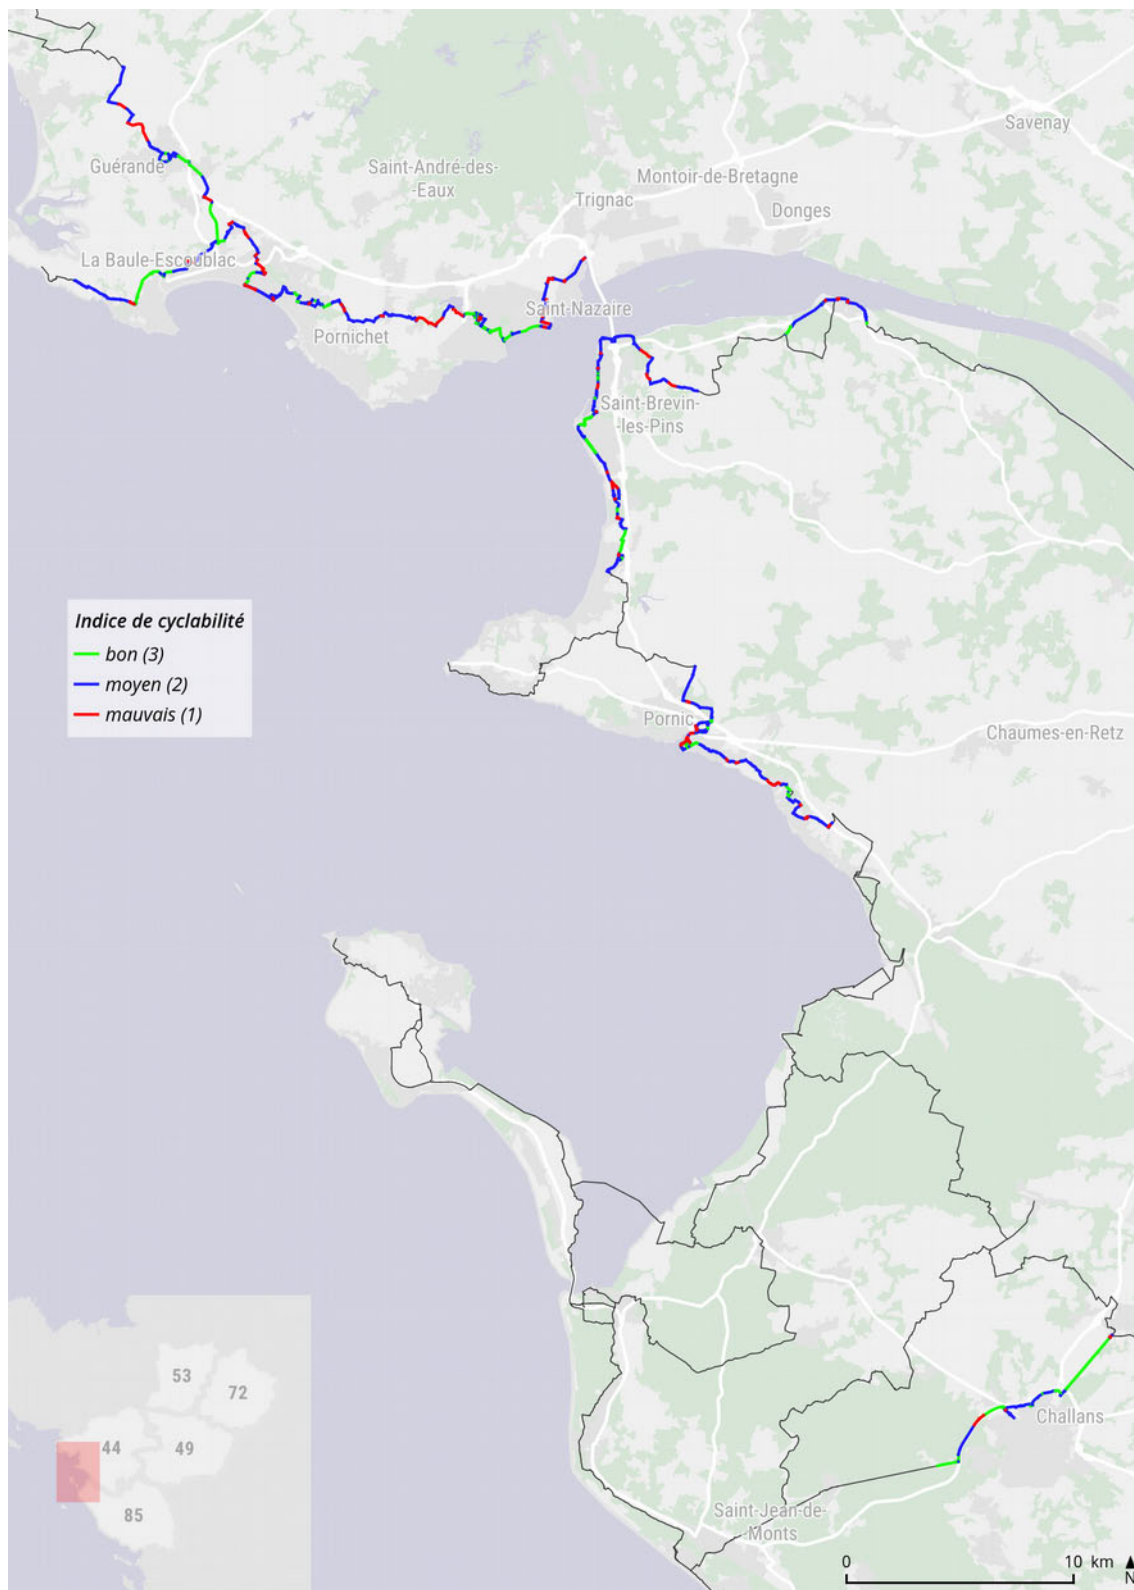 Savenay
Guérande
Saint-André-des-
-Eaux
Montoir-de-Bretagne
Trignac
Donges
La Baule-Escoublac
Saint-Nazaire
Pornichet
Saint-Brevin-
-les-Pins
Indice de cyclabilité
bon (3)
moyen (2)
mauvais (1)
Pornic
Chaumes-en-Retz
53
72
44
49
85
Challans
Saint-Jean-de-
-Monts
0 10 km
N